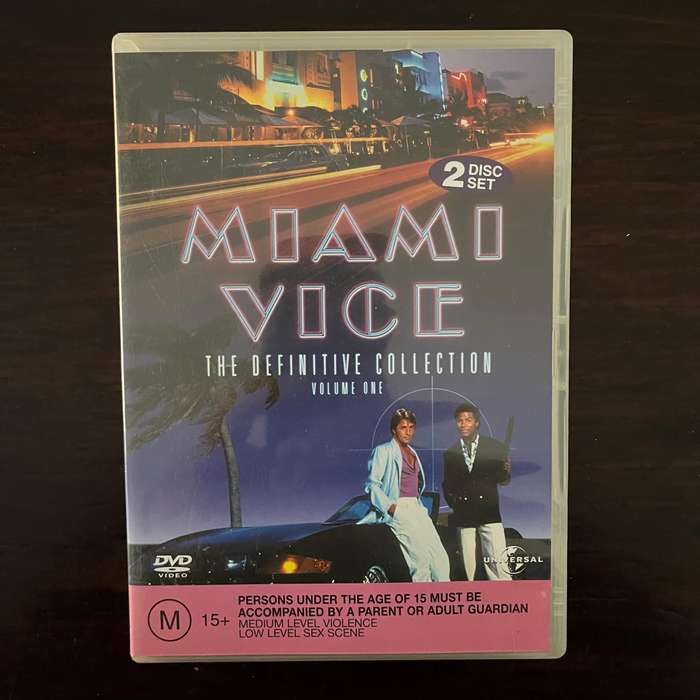 2 DISC
SET
MIAMI
VICE
THE DEFINITIVE COLLECTION
VOLUME ONE
DVD
VIDEO
UNIVERSAL
M 15+
PERSONS UNDER THE AGE OF 15 MUST BE
ACCOMPANIED BY A PARENT OR ADULT GUARDIAN
MEDIUM LEVEL VIOLENCE
LOW LEVEL SEX SCENE